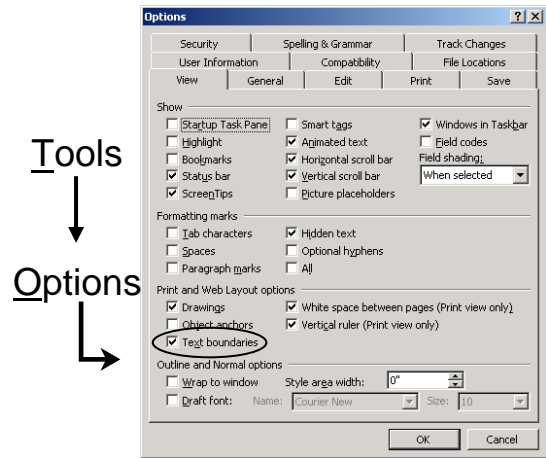 Options
Security Spelling & Grammar Track Changes
User Information Compatibility File Locations
View General Edit Print Save
Show
Startup Task Pane Smart tags Windows in Taskbar
Highlight Animated text Field codes
Bookmarks Horizontal scroll bar Field shading:
Status bar Vertical scroll bar When selected
ScreenTips Picture placeholders
Formatting marks
Tab characters Hidden text
Spaces Optional hyphens
Paragraph marks All
Print and Web Layout options
Drawings White space between pages (Print view only)
Object anchors Vertical ruler (Print view only)
Text boundaries
Outline and Normal options
Wrap to window Style area width: 0"
Draft font: Name: Courier New Size: 10
OK Cancel
Tools
Options